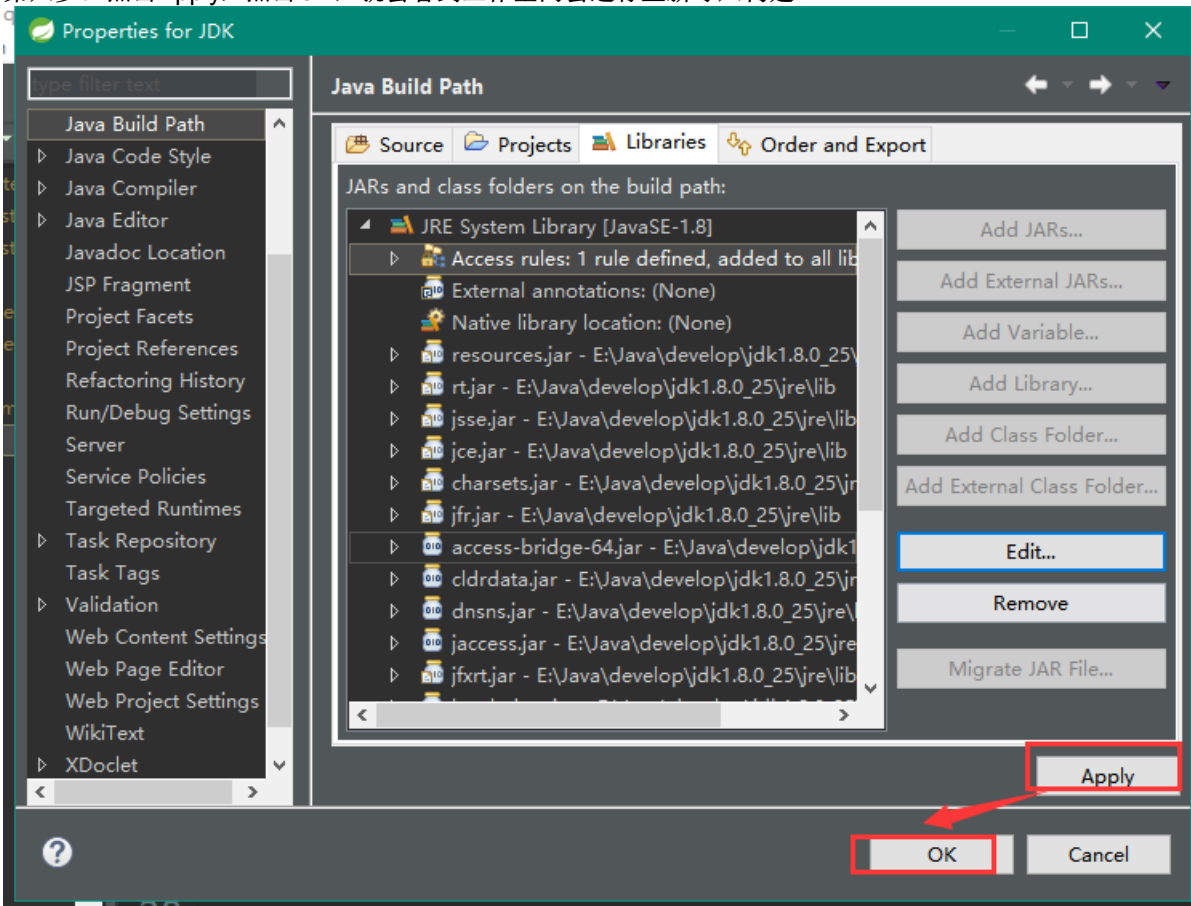 Properties for JDK
type filter text
Java Build Path
Java Code Style
Java Compiler
Java Editor
Javadoc Location
JSP Fragment
Project Facets
Project References
Refactoring History
Run/Debug Settings
Server
Service Policies
Targeted Runtimes
Task Repository
Task Tags
Validation
Web Content Settings
Web Page Editor
Web Project Settings
WikiText
XDoclet
Java Build Path
Source Projects Libraries Order and Export
JARs and class folders on the build path:
JRE System Library [JavaSE-1.8]
Access rules: 1 rule defined, added to all lib
External annotations: (None)
Native library location: (None)
resources.jar - E:\Java\develop\jdk1.8.0_25\
rt.jar - E:\Java\develop\jdk1.8.0_25\jre\lib
jsse.jar - E:\Java\develop\jdk1.8.0_25\jre\lib
jce.jar - E:\Java\develop\jdk1.8.0_25\jre\lib
charsets.jar - E:\Java\develop\jdk1.8.0_25\jr
jfr.jar - E:\Java\develop\jdk1.8.0_25\jre\lib
access-bridge-64.jar - E:\Java\develop\jdk1
cldrdata.jar - E:\Java\develop\jdk1.8.0_25\jr
dnsns.jar - E:\Java\develop\jdk1.8.0_25\jre\l
jaccess.jar - E:\Java\develop\jdk1.8.0_25\jre
jfxrt.jar - E:\Java\develop\jdk1.8.0_25\jre\lib
Add JARs...
Add External JARs...
Add Variable...
Add Library...
Add Class Folder...
Add External Class Folder...
Edit...
Remove
Migrate JAR File...
Apply
OK
Cancel